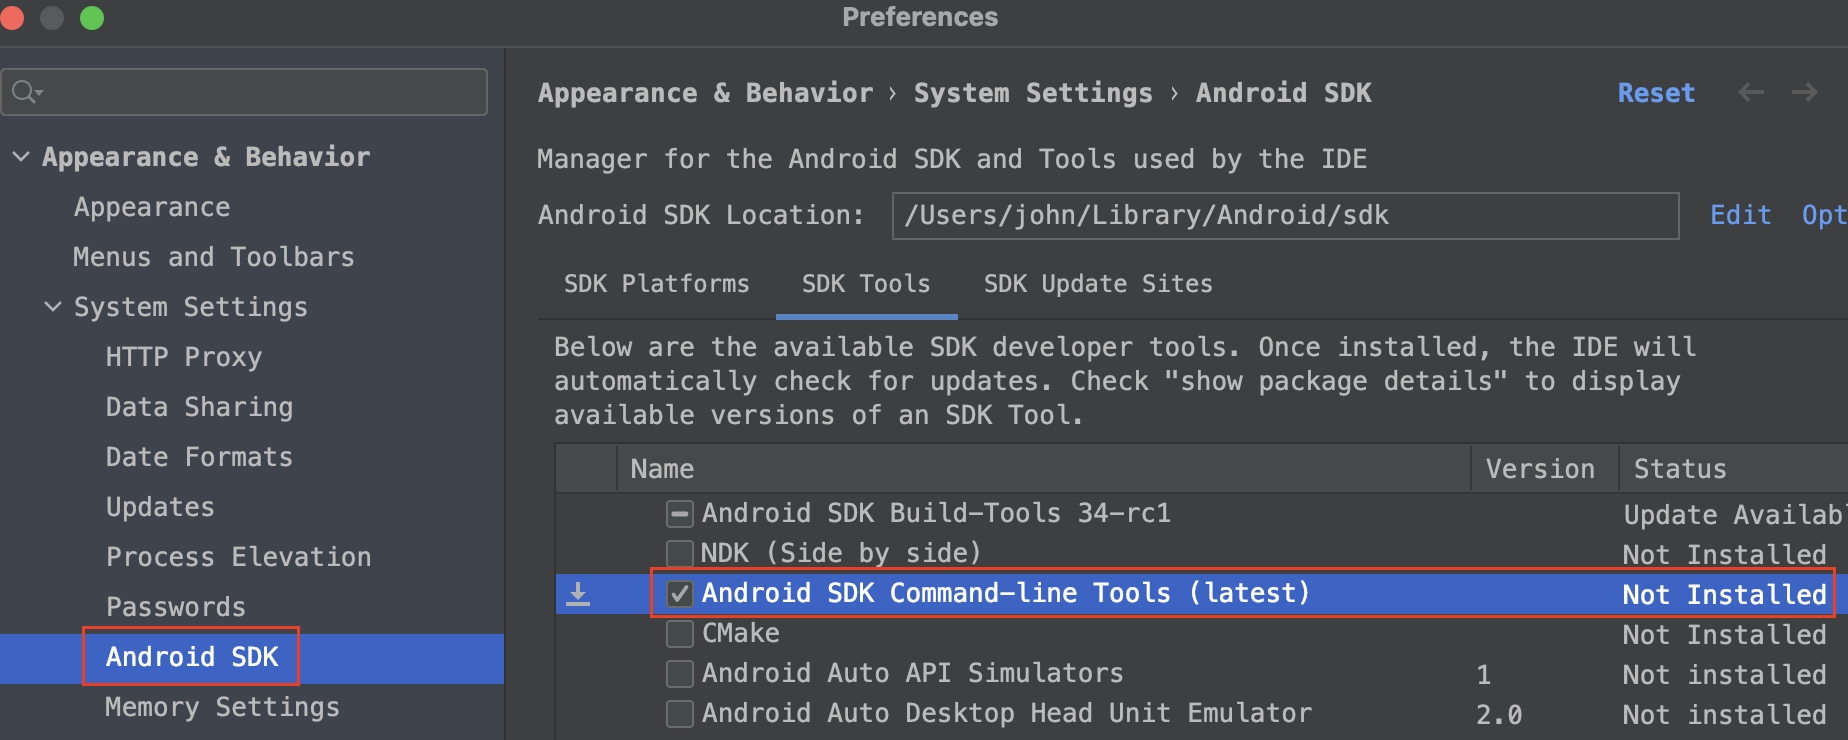 Preferences
Appearance & Behavior
Appearance
Menus and Toolbars
System Settings
HTTP Proxy
Data Sharing
Date Formats
Updates
Process Elevation
Passwords
Android SDK
Memory Settings
Appearance & Behavior › System Settings › Android SDK Reset
Manager for the Android SDK and Tools used by the IDE
Android SDK Location: /Users/john/Library/Android/sdk Edit Opt
SDK Platforms SDK Tools SDK Update Sites
Below are the available SDK developer tools. Once installed, the IDE will
automatically check for updates. Check "show package details" to display
available versions of an SDK Tool.
Name Version Status
Android SDK Build-Tools 34-rc1 Update Availab
NDK (Side by side) Not Installed
Android SDK Command-line Tools (latest) Not Installed
CMake Not Installed
Android Auto API Simulators 1 Not installed
Android Auto Desktop Head Unit Emulator 2.0 Not installed